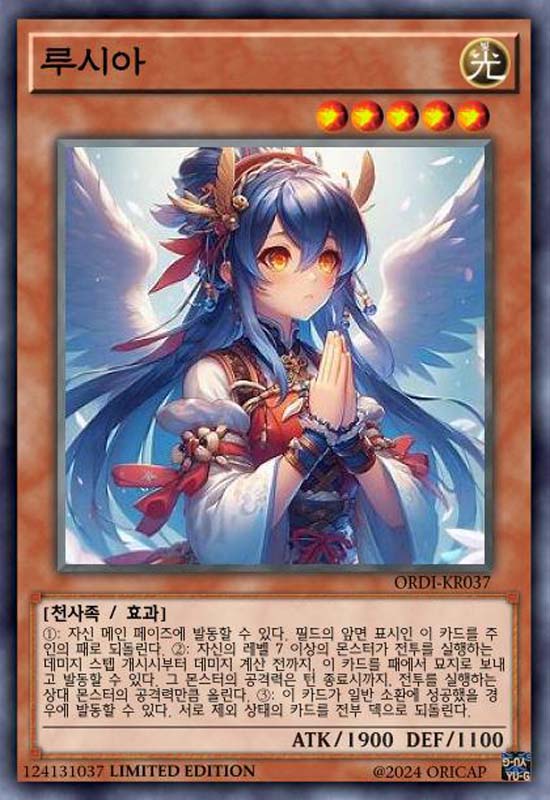 루시아
빛
光
ORDI-KR037
[천사족 / 효과]
①: 자신 메인 페이즈에 발동할 수 있다. 필드의 앞면 표시인 이 카드를 주
인의 패로 되돌린다. ②: 자신의 레벨 7 이상의 몬스터가 전투를 실행하는
데미지 스텝 개시시부터 데미지 계산 전까지, 이 카드를 패에서 묘지로 보내
고 발동할 수 있다. 그 몬스터의 공격력은 턴 종료시까지, 전투를 실행하는
상대 몬스터의 공격력만큼 올린다. ③: 이 카드가 일반 소환에 성공했을 경
우에 발동할 수 있다. 서로 제외 상태의 카드를 전부 덱으로 되돌린다.
ATK/1900 DEF/1100
124131037 LIMITED EDITION
©2024 ORICAP
YU-G
YU-G